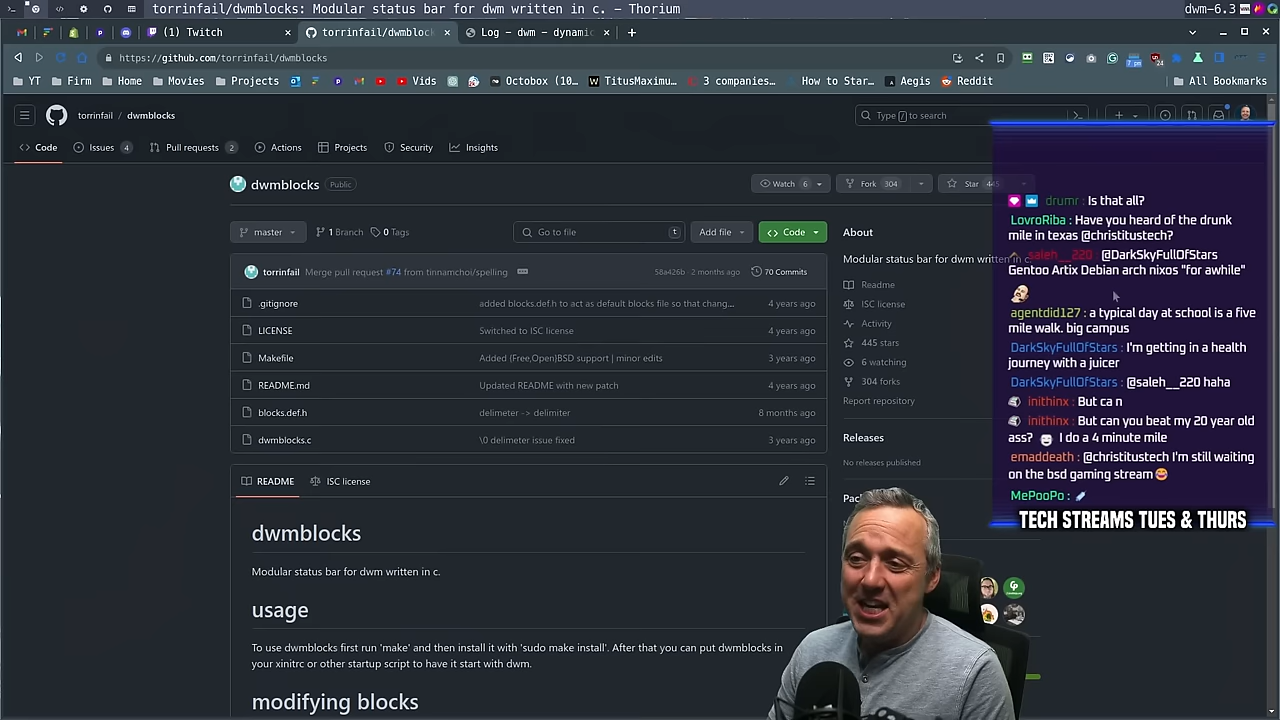 torrinfail/dwmblocks: Modular status bar for dwm written in c. – Thorium
dwm-6.3
(1) Twitch
torrinfail/dwmblock
Log - dwm - dynamic
https://github.com/torrinfail/dwmblocks
YT
Firm
Home
Movies
Projects
Vids
Octobox (10...
TitusMaximu...
3 companies...
How to Star...
Aegis
Reddit
All Bookmarks
torrinfail / dwmblocks
Type / to search
Code
Issues 4
Pull requests 2
Actions
Projects
Security
Insights
dwmblocks Public
Watch 6
Fork 304
Star 445
master
1 Branch
0 Tags
Go to file t
Add file
Code
torrinfail Merge pull request #74 from tinnamchoi/spelling
58a426b · 2 months ago
70 Commits
.gitignore added blocks.def.h to act as default blocks file so that chang... 4 years ago
LICENSE Switched to ISC license 4 years ago
Makefile Added (Free,Open)BSD support | minor edits 3 years ago
README.md Updated README with new patch 4 years ago
blocks.def.h delimeter -> delimiter 8 months ago
dwmblocks.c \0 delimeter issue fixed 3 years ago
README
ISC license
dwmblocks
Modular status bar for dwm written in c.
usage
To use dwmblocks first run 'make' and then install it with 'sudo make install'. After that you can put dwmblocks in
your xinitrc or other startup script to have it start with dwm.
modifying blocks
About
Modular status bar for dwm written in c.
Readme
ISC license
Activity
445 stars
6 watching
304 forks
Report repository
Releases
No releases published
drumr : Is that all?
LovroRiba : Have you heard of the drunk
mile in texas @christitustech?
saleh__220 : @DarkSkyFullOfStars
Gentoo Artix Debian arch nixos "for awhile"
agentdid127 : a typical day at school is a five
mile walk. big campus
DarkSkyFullOfStars : I'm getting in a health
journey with a juicer
DarkSkyFullOfStars : @saleh__220 haha
inithinx : But ca n
inithinx : But can you beat my 20 year old
ass? I do a 4 minute mile
emaddeath : @christitustech I'm still waiting
on the bsd gaming stream
MePooPo :
TECH STREAMS TUES & THURS